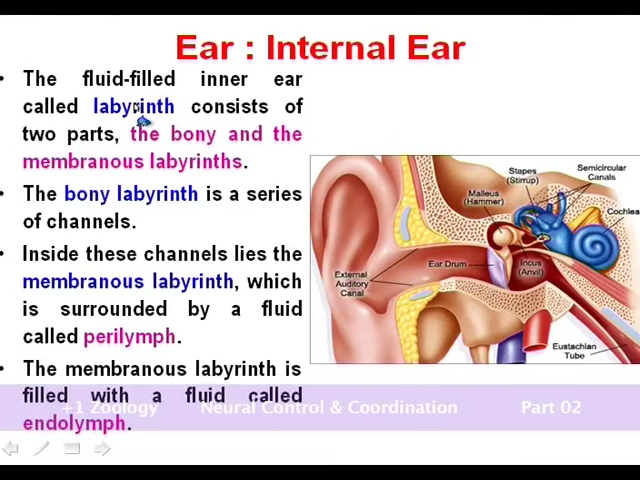 Ear : Internal Ear
• The fluid-filled inner ear
called labyrinth consists of
two parts, the bony and the
membranous labyrinths.
• The bony labyrinth is a series
of channels.
• Inside these channels lies the
membranous labyrinth, which
is surrounded by a fluid
called perilymph.
• The membranous labyrinth is
filled with a fluid called
endolymph.
Semicircular
Canals
Stapes
(Stirrup)
Malleus
(Hammer)
Cochlea
Ear Drum
Incus
(Anvil)
External
Auditory
Canal
Eustachian
Tube
+1 Zoology Neural Control & Coordination Part 02